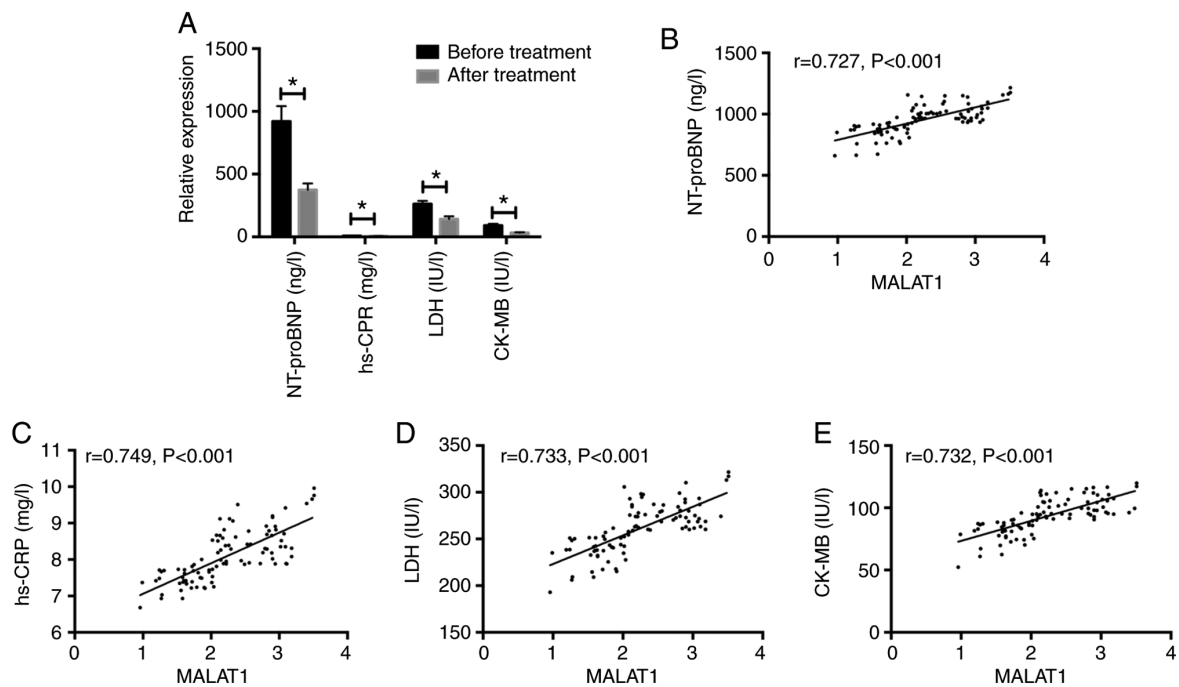 A
1500
1000
500
0
Relative expression
Before treatment
After treatment
*
*
*
*
NT-proBNP (ng/l)
hs-CPR (mg/l)
LDH (IU/l)
CK-MB (IU/l)
B
r=0.727, P<0.001
1500
1000
500
0
NT-proBNP (ng/l)
0 1 2 3 4
MALAT1
C
r=0.749, P<0.001
11
10
9
8
7
6
hs-CRP (mg/l)
0 1 2 3 4
MALAT1
D
r=0.733, P<0.001
350
300
250
200
150
LDH (IU/l)
0 1 2 3 4
MALAT1
E
r=0.732, P<0.001
150
100
50
0
CK-MB (IU/l)
0 1 2 3 4
MALAT1